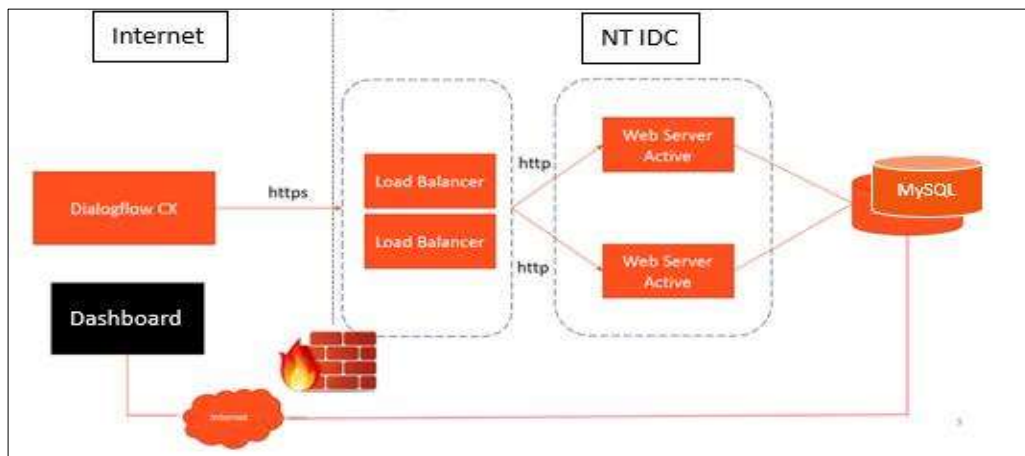 Internet
NT IDC
Dialogflow CX
https
Load Balancer
Load Balancer
http
http
Web Server
Active
Web Server
Active
MySQL
Dashboard
Internet